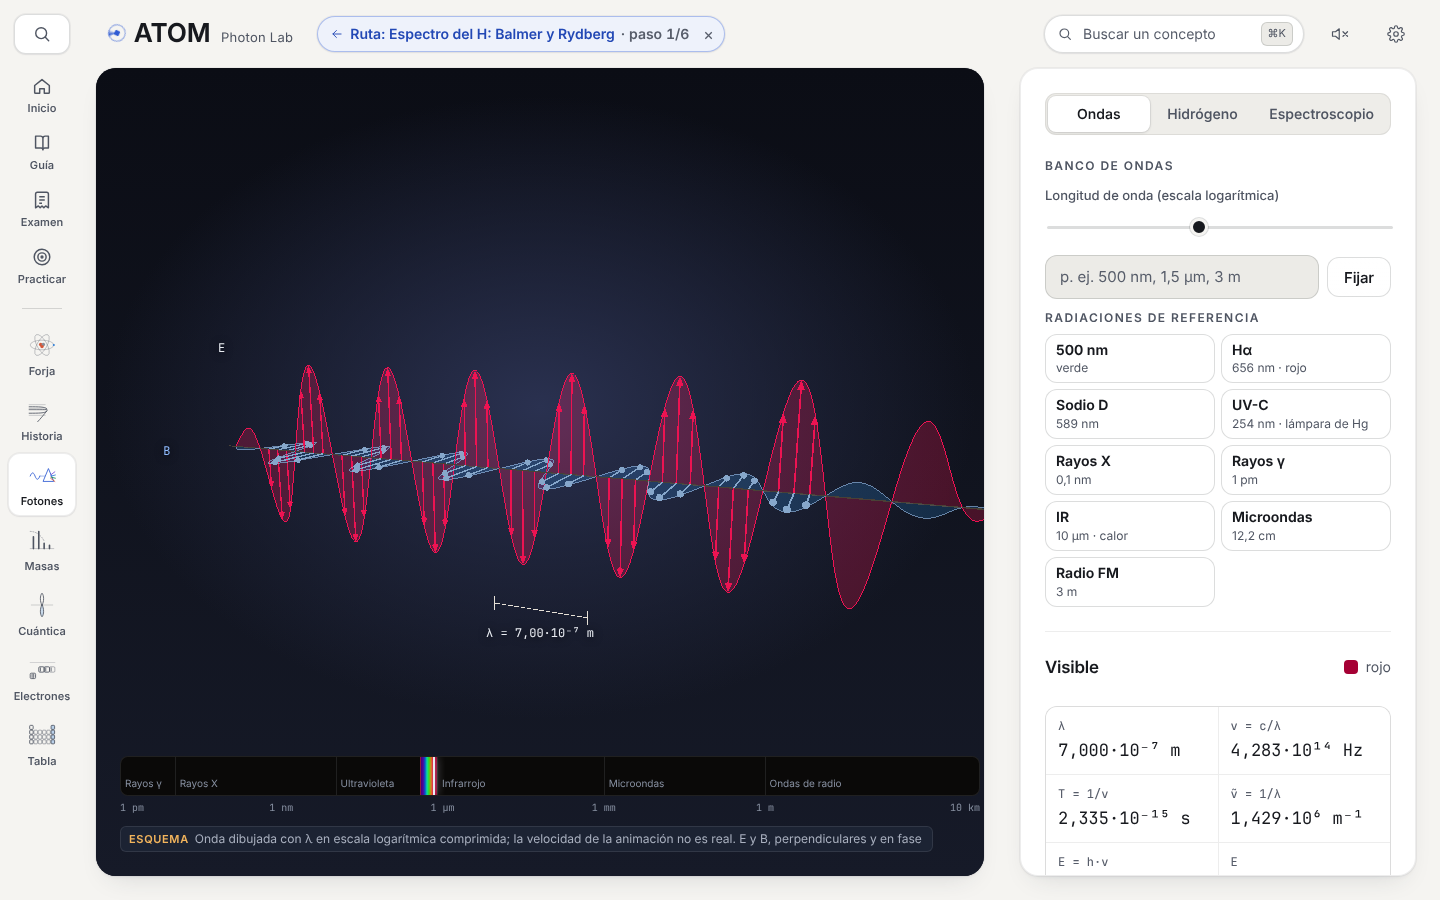 ATOM Photon Lab
← Ruta: Espectro del H: Balmer y Rydberg · paso 1/6 ×
Buscar un concepto ⌘K
Inicio
Guía
Examen
Practicar
Forja
Historia
Fotones
Masas
Cuántica
Electrones
Tabla
E
B
λ = 7,00·10⁻⁷ m
Rayos γ Rayos X Ultravioleta Infrarrojo Microondas Ondas de radio
1 pm 1 nm 1 µm 1 mm 1 m 10 km
ESQUEMA Onda dibujada con λ en escala logarítmica comprimida; la velocidad de la animación no es real. E y B, perpendiculares y en fase
Ondas Hidrógeno Espectroscopio
BANCO DE ONDAS
Longitud de onda (escala logarítmica)
p. ej. 500 nm, 1,5 µm, 3 m Fijar
RADIACIONES DE REFERENCIA
500 nm
verde
Hα
656 nm · rojo
Sodio D
589 nm
UV-C
254 nm · lámpara de Hg
Rayos X
0,1 nm
Rayos γ
1 pm
IR
10 µm · calor
Microondas
12,2 cm
Radio FM
3 m
Visible rojo
λ
7,000·10⁻⁷ m
ν = c/λ
4,283·10¹⁴ Hz
T = 1/ν
2,335·10⁻¹⁵ s
ṽ = 1/λ
1,429·10⁶ m⁻¹
E = h·ν
E